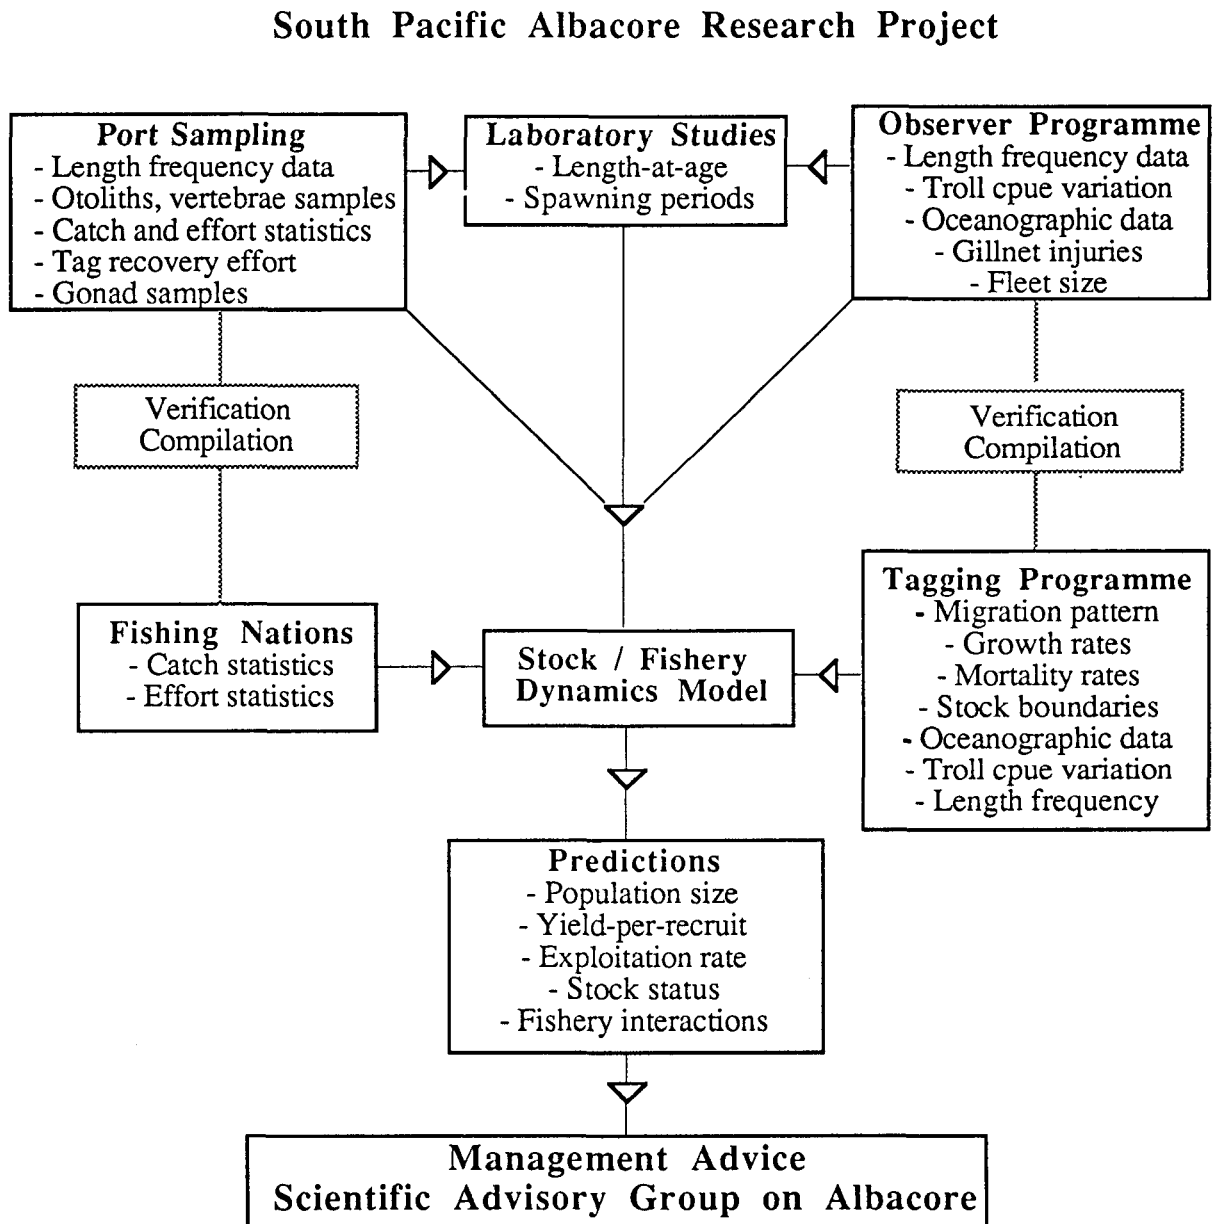 South Pacific Albacore Research Project
Port Sampling
- Length frequency data
- Otoliths, vertebrae samples
- Catch and effort statistics
- Tag recovery effort
- Gonad samples
Laboratory Studies
- Length-at-age
- Spawning periods
Observer Programme
- Length frequency data
- Troll cpue variation
- Oceanographic data
- Gillnet injuries
- Fleet size
Verification
Compilation
Verification
Compilation
Fishing Nations
- Catch statistics
- Effort statistics
Stock / Fishery
Dynamics Model
Tagging Programme
- Migration pattern
- Growth rates
- Mortality rates
- Stock boundaries
- Oceanographic data
- Troll cpue variation
- Length frequency
Predictions
- Population size
- Yield-per-recruit
- Exploitation rate
- Stock status
- Fishery interactions
Management Advice
Scientific Advisory Group on Albacore